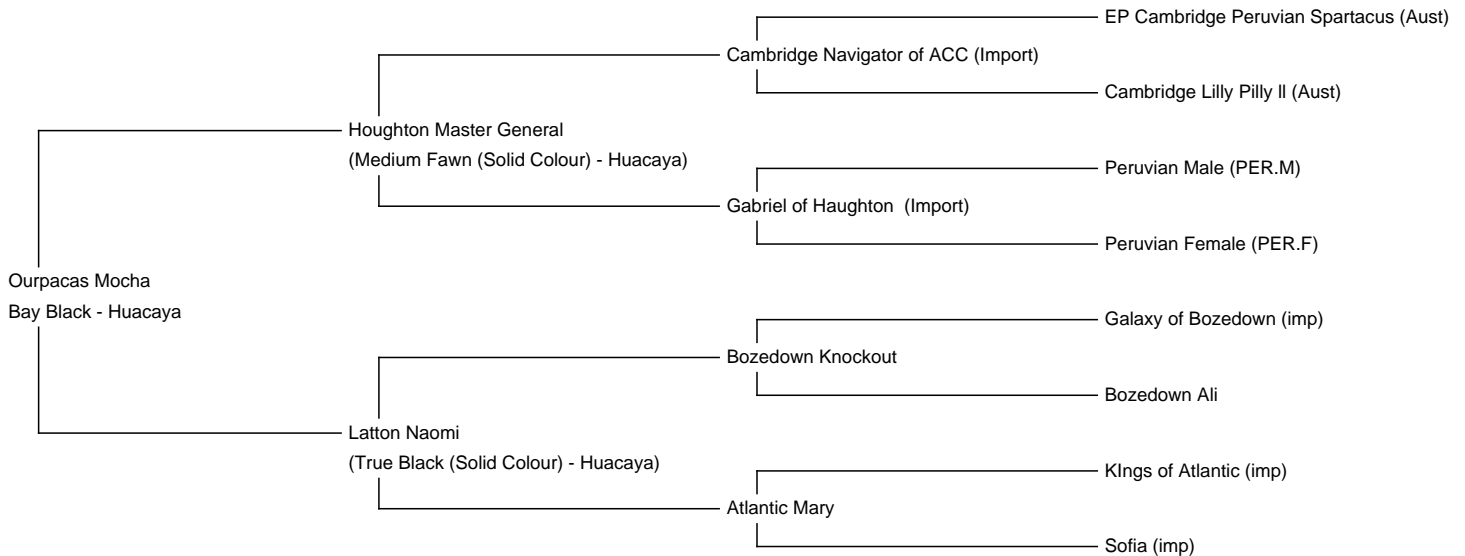 EP Cambridge Peruvian Spartacus (Aust)
Cambridge Navigator of ACC (Import)
Cambridge Lilly Pilly ll (Aust)
Houghton Master General
(Medium Fawn (Solid Colour) - Huacaya)
Peruvian Male (PER.M)
Gabriel of Haughton  (Import)
Peruvian Female (PER.F)
Ourpacas Mocha
Bay Black - Huacaya
Galaxy of Bozedown (imp)
Bozedown Knockout
Bozedown Ali
Latton Naomi
(True Black (Solid Colour) - Huacaya)
KIngs of Atlantic (imp)
Atlantic Mary
Sofia (imp)